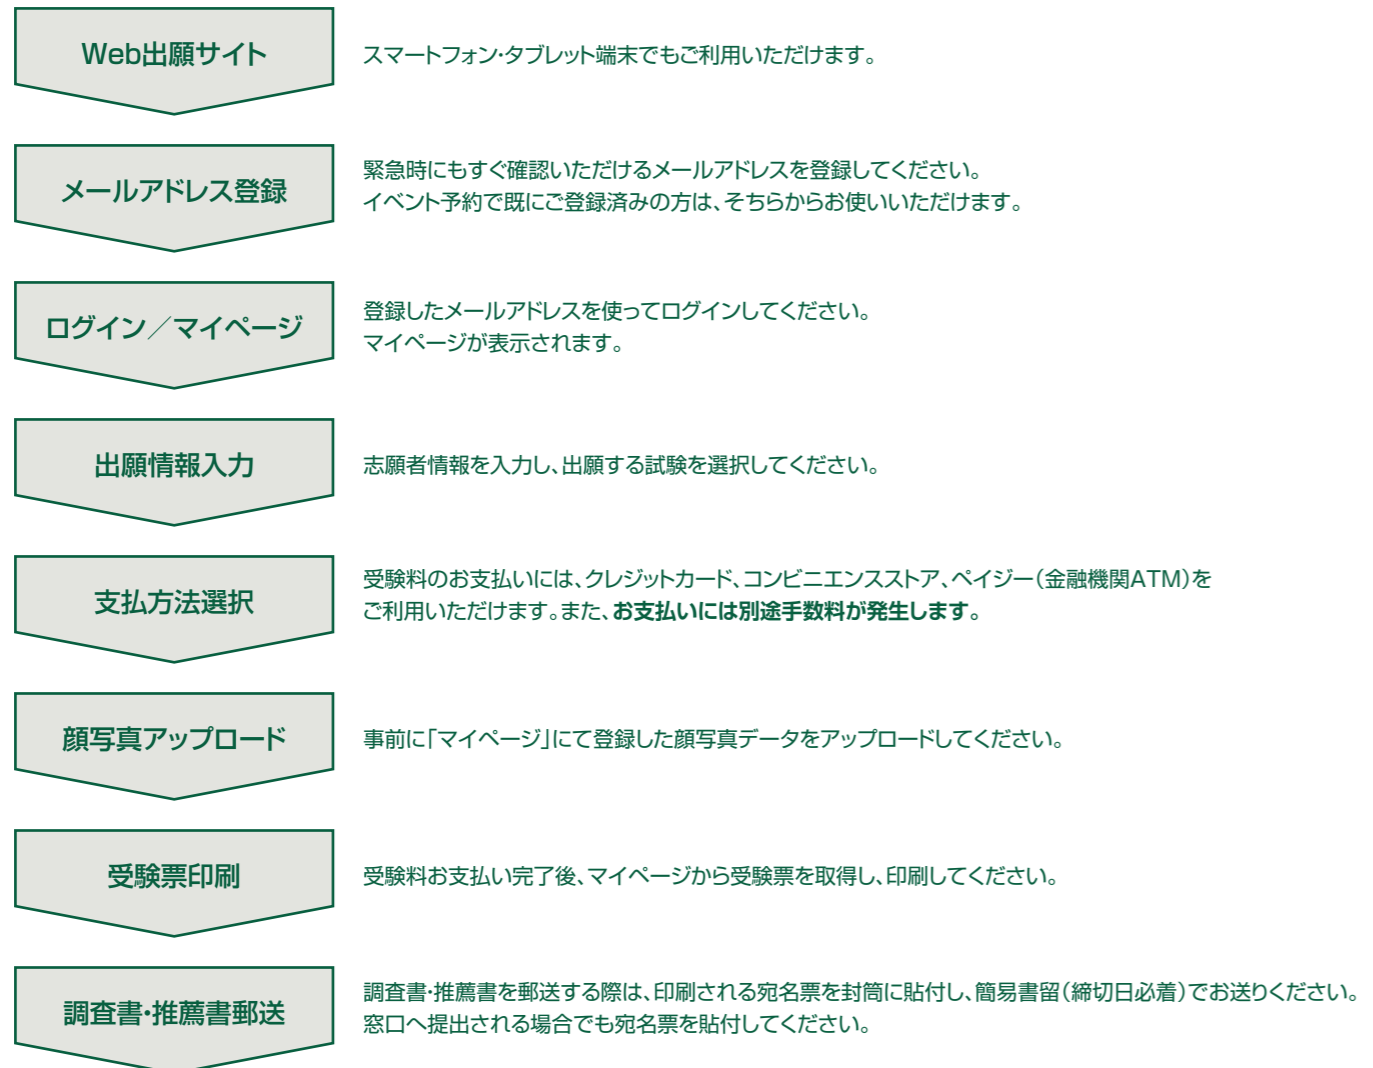 Web出願サイト
スマートフォン・タブレット端末でもご利用いただけます。
メールアドレス登録
緊急時にもすぐ確認いただけるメールアドレスを登録してください。
イベント予約で既にご登録済みの方は、そちらからお使いいただけます。
ログイン／マイページ
登録したメールアドレスを使ってログインしてください。
マイページが表示されます。
出願情報入力
志願者情報を入力し、出願する試験を選択してください。
支払方法選択
受験料のお支払いには、クレジットカード、コンビニエンスストア、ペイジー（金融機関ATM）を
ご利用いただけます。また、お支払いには別途手数料が発生します。
顔写真アップロード
事前に「マイページ」にて登録した顔写真データをアップロードしてください。
受験票印刷
受験料お支払い完了後、マイページから受験票を取得し、印刷してください。
調査書・推薦書郵送
調査書・推薦書を郵送する際は、印刷される宛名票を封筒に貼付し、簡易書留（締切日必着）でお送りください。
窓口へ提出される場合でも宛名票を貼付してください。